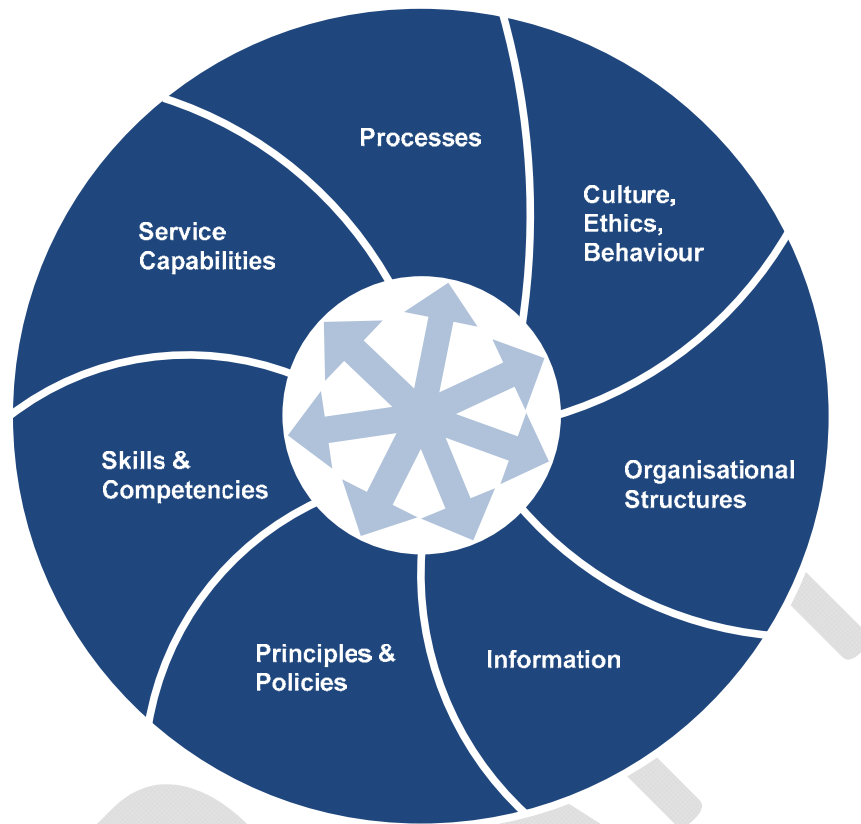 Processes
Culture,
Ethics,
Behaviour
Service
Capabilities
Organisational
Structures
Skills &
Competencies
Information
Principles &
Policies